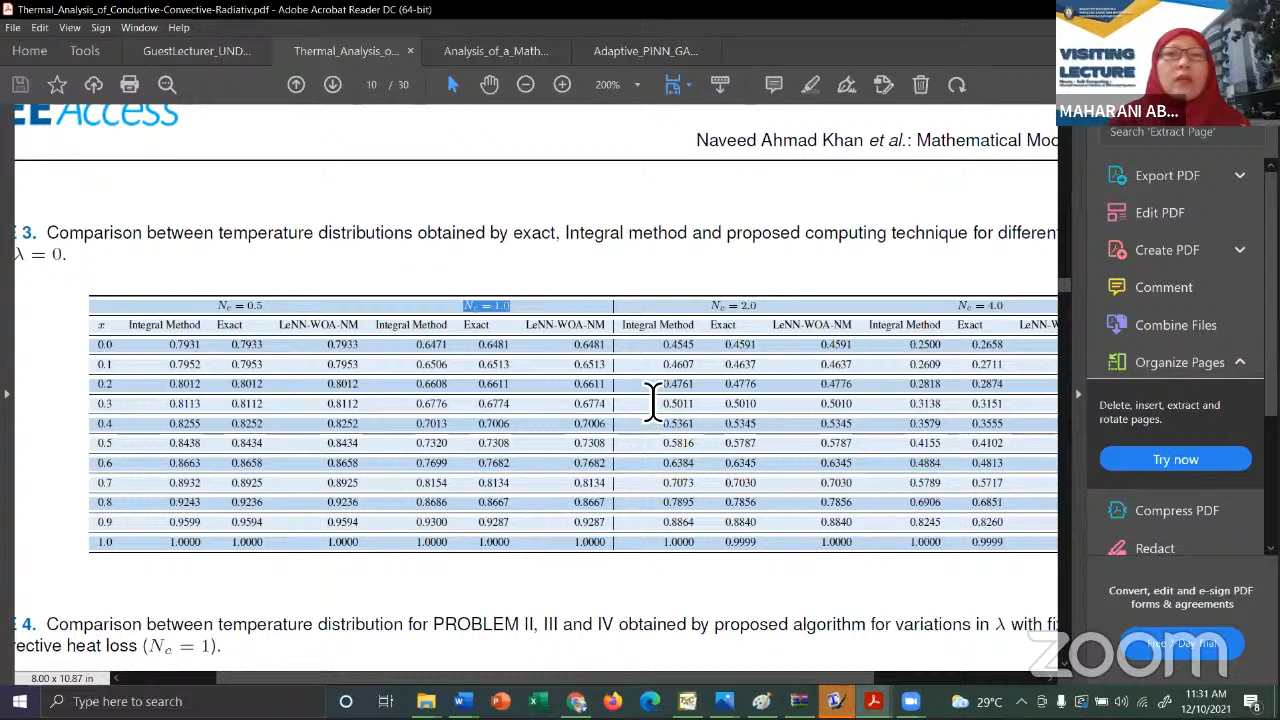 Thermal_Analysis_of_Conductive-Convective-Radiativ.pdf - Adobe Acrobat Reader DC (64-bit)
File Edit View Sign Window Help
Home Tools GuestLecturer_UND... Thermal Analysis o... × Analysis_of_a_Math... Adaptive_PINN_GA...
10 200%
EE Access
Naveed Ahmad Khan et al.: Mathematical Mod
3. Comparison between temperature distributions obtained by exact, Integral method and proposed computing technique for differen
λ = 0.
N_c = 0.5 N_c = 1.0 N_c = 2.0 N_c = 4.0
x Integral Method Exact LeNN-WOA-NM Integral Method Exact LeNN-WOA-NM Integral Method Exact LeNN-WOA-NM Integral Method Exact LeNN-W
0.0 0.7931 0.7933 0.7933 0.6471 0.6481 0.6481 0.4545 0.4591 0.4591 0.2500 0.2658
0.1 0.7952 0.7953 0.7953 0.6506 0.6513 0.6513 0.4607 0.4637 0.4637 0.2609 0.2711
0.2 0.8012 0.8012 0.8012 0.6608 0.6611 0.6611 0.4761 0.4776 0.4776 0.2818 0.2874
0.3 0.8113 0.8112 0.8112 0.6776 0.6774 0.6774 0.5011 0.5010 0.5010 0.3138 0.3151
0.4 0.8255 0.8252 0.8252 0.7013 0.7006 0.7006 0.5361 0.5345 0.5345 0.3579 0.3555
0.5 0.8438 0.8434 0.8434 0.7320 0.7308 0.7308 0.5816 0.5787 0.5787 0.4155 0.4102
0.6 0.8663 0.8658 0.8658 0.7699 0.7782 0.7682 0.6384 0.6345 0.6345 0.4884 0.4813
0.7 0.8932 0.8925 0.8925 0.8154 0.8134 0.8134 0.7073 0.7030 0.7030 0.5789 0.5717
0.8 0.9243 0.9236 0.9236 0.8686 0.8667 0.8667 0.7895 0.7856 0.7856 0.6906 0.6851
0.9 0.9599 0.9594 0.9594 0.9300 0.9287 0.9287 0.8864 0.8840 0.8840 0.8245 0.8260
1.0 1.0000 1.0000 1.0000 1.0000 1.0000 1.0000 1.0000 0.9999 1.0000 1.0000 0.9999
4. Comparison between temperature distribution for PROBLEM II, III and IV obtained by proposed algorithm for variations in λ with fi
ective heat loss (N_c = 1).
8.00 x 10.87 in
VISITING
LECTURE
MAHARANI AB...
Search 'Extract Page'
Export PDF
Edit PDF
Create PDF
Comment
Combine Files
Organize Pages
Delete, insert, extract and
rotate pages.
Try now
Compress PDF
Redact
Convert, edit and e-sign PDF
forms & agreements
Free 7 Day Trial
zoom
Type here to search
29°C
11:31 AM
12/10/2021
8